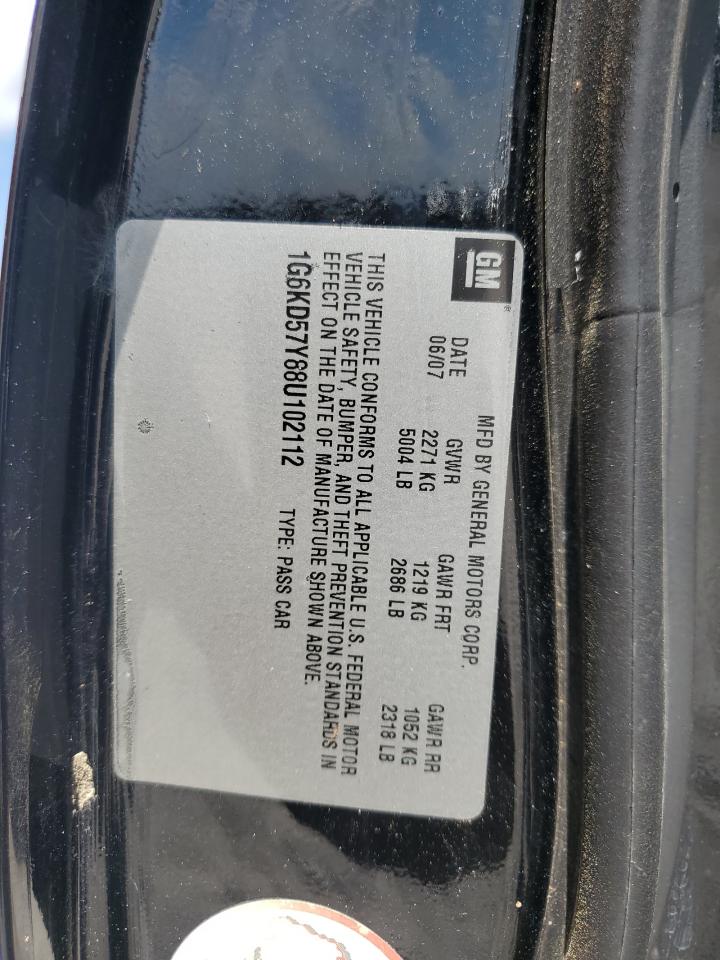 GM ®
MFD BY GENERAL MOTORS CORP.
DATE GVWR GAWR FRT GAWR RR
06/07 2271 KG 1219 KG 1052 KG
5004 LB 2686 LB 2318 LB
THIS VEHICLE CONFORMS TO ALL APPLICABLE U.S. FEDERAL MOTOR
VEHICLE SAFETY, BUMPER, AND THEFT PREVENTION STANDARDS IN
EFFECT ON THE DATE OF MANUFACTURE SHOWN ABOVE.
1G6KD57Y88U102112 TYPE: PASS CAR